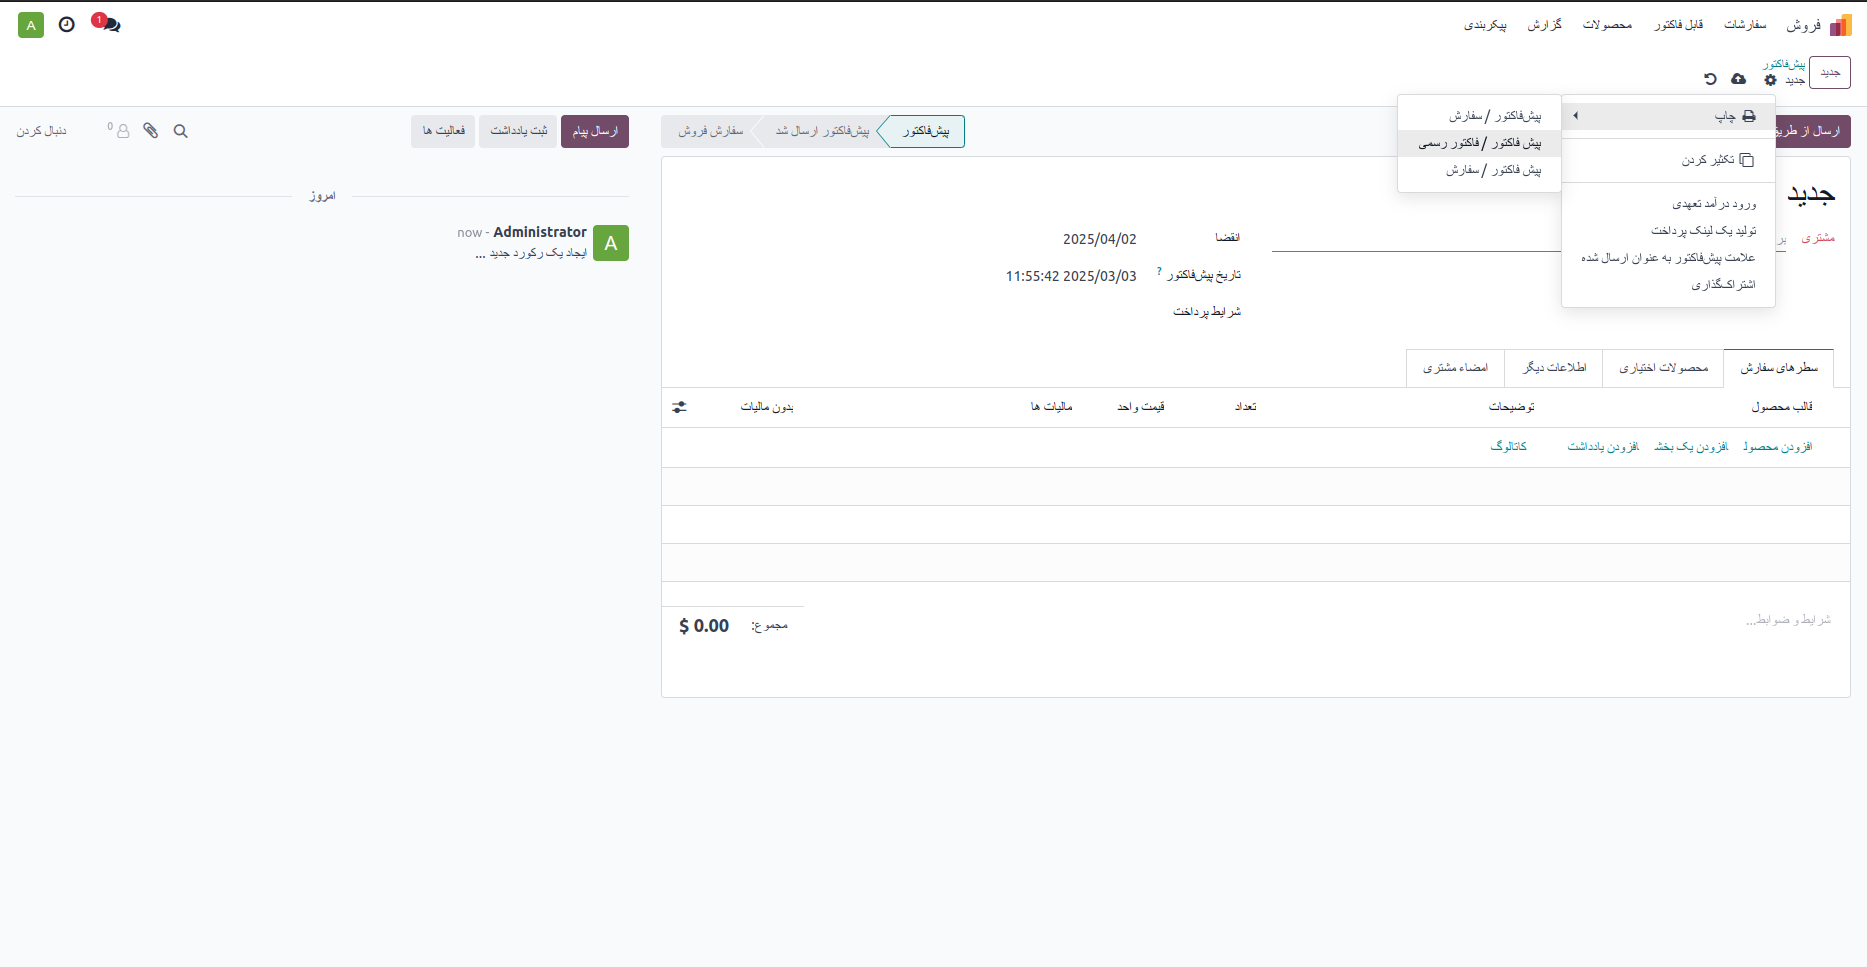 فروش سفارشات قابل فاکتور محصولات گزارش پیکربندی 1 A
جدید پیش‌فاکتور
جدید
ارسال از طریق
چاپ
تکثیر کردن
ورود درآمد تعهدی
تولید یک لینک پرداخت
علامت پیش‌فاکتور به عنوان ارسال شده
اشتراک‌گذاری
پیش‌فاکتور / سفارش
پیش فاکتور / فاکتور رسمی
پیش فاکتور / سفارش
پیش‌فاکتور پیش‌فاکتور ارسال شد سفارش فروش
ارسال پیام ثبت یادداشت فعالیت ها 0 دنبال کردن
جدید
مشتری بر
انقضا 2025/04/02
تاریخ پیش‌فاکتور ? 2025/03/03 11:55:42
شرایط پرداخت
سطرهای سفارش محصولات اختیاری اطلاعات دیگر امضاء مشتری
قالب محصول توضیحات تعداد قیمت واحد مالیات ها بدون مالیات
افزودن محصول افزودن یک بخش افزودن یادداشت کاتالوگ
شرایط و ضوابط...
مجموع: $ 0.00
امروز
A Administrator - now
ایجاد یک رکورد جدید ...